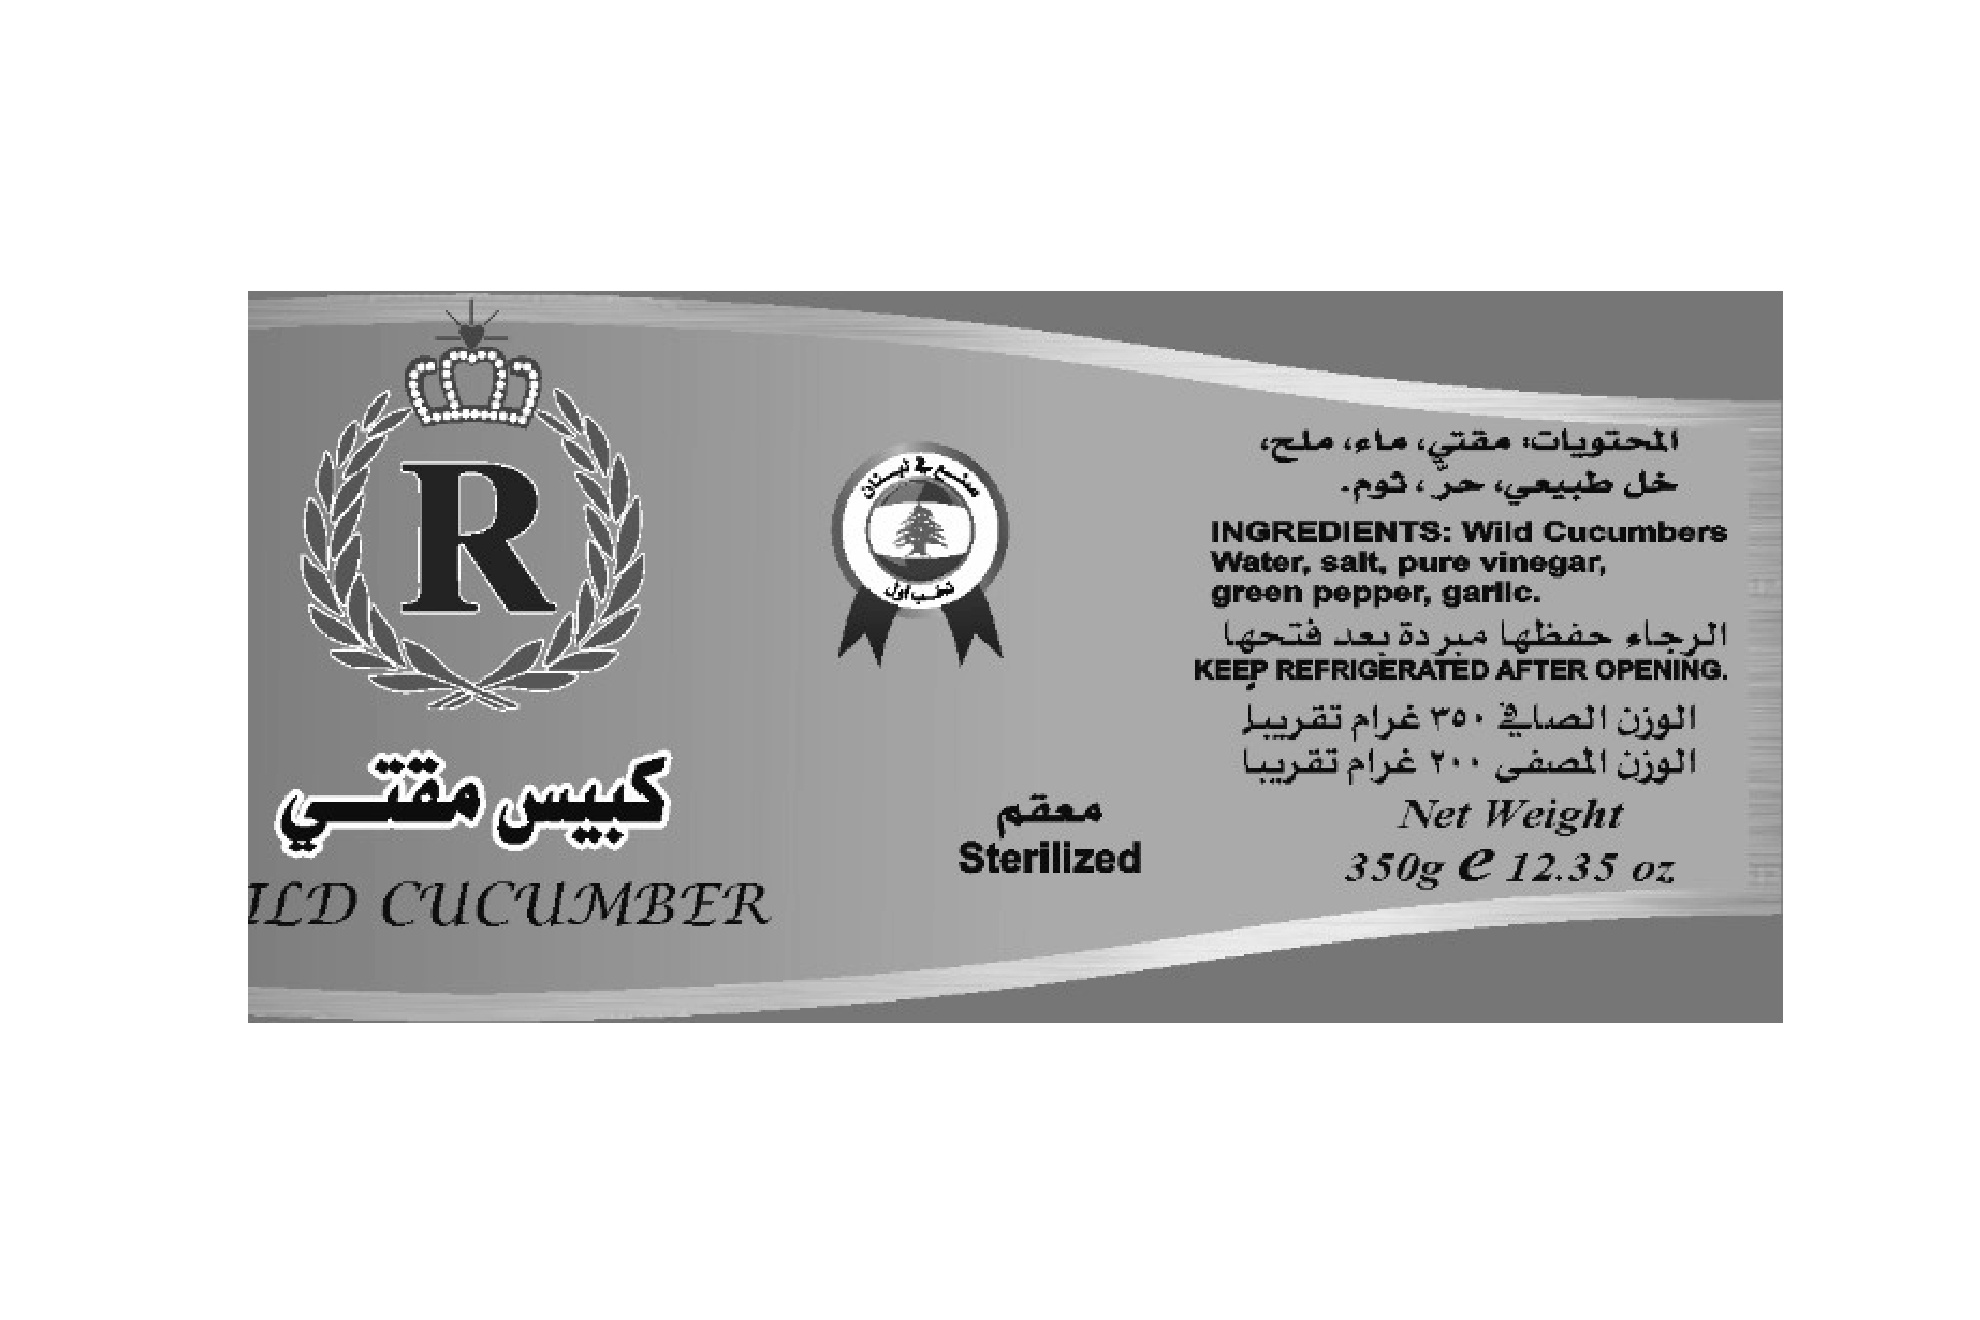 R
كبيس مقتي
ILD CUCUMBER
صنع في لبنان
نخب اول
معقم
Sterilized
المحتويات: مقتي، ماء، ملح،
خل طبيعي، حرّ، ثوم.
INGREDIENTS: Wild Cucumbers
Water, salt, pure vinegar,
green pepper, garlic.
الرجاء حفظها مبردة بعد فتحها
KEEP REFRIGERATED AFTER OPENING.
الوزن الصافي ٣٥٠ غرام تقريباً
الوزن المصفى ٢٠٠ غرام تقريبا
Net Weight
350g e 12.35 oz